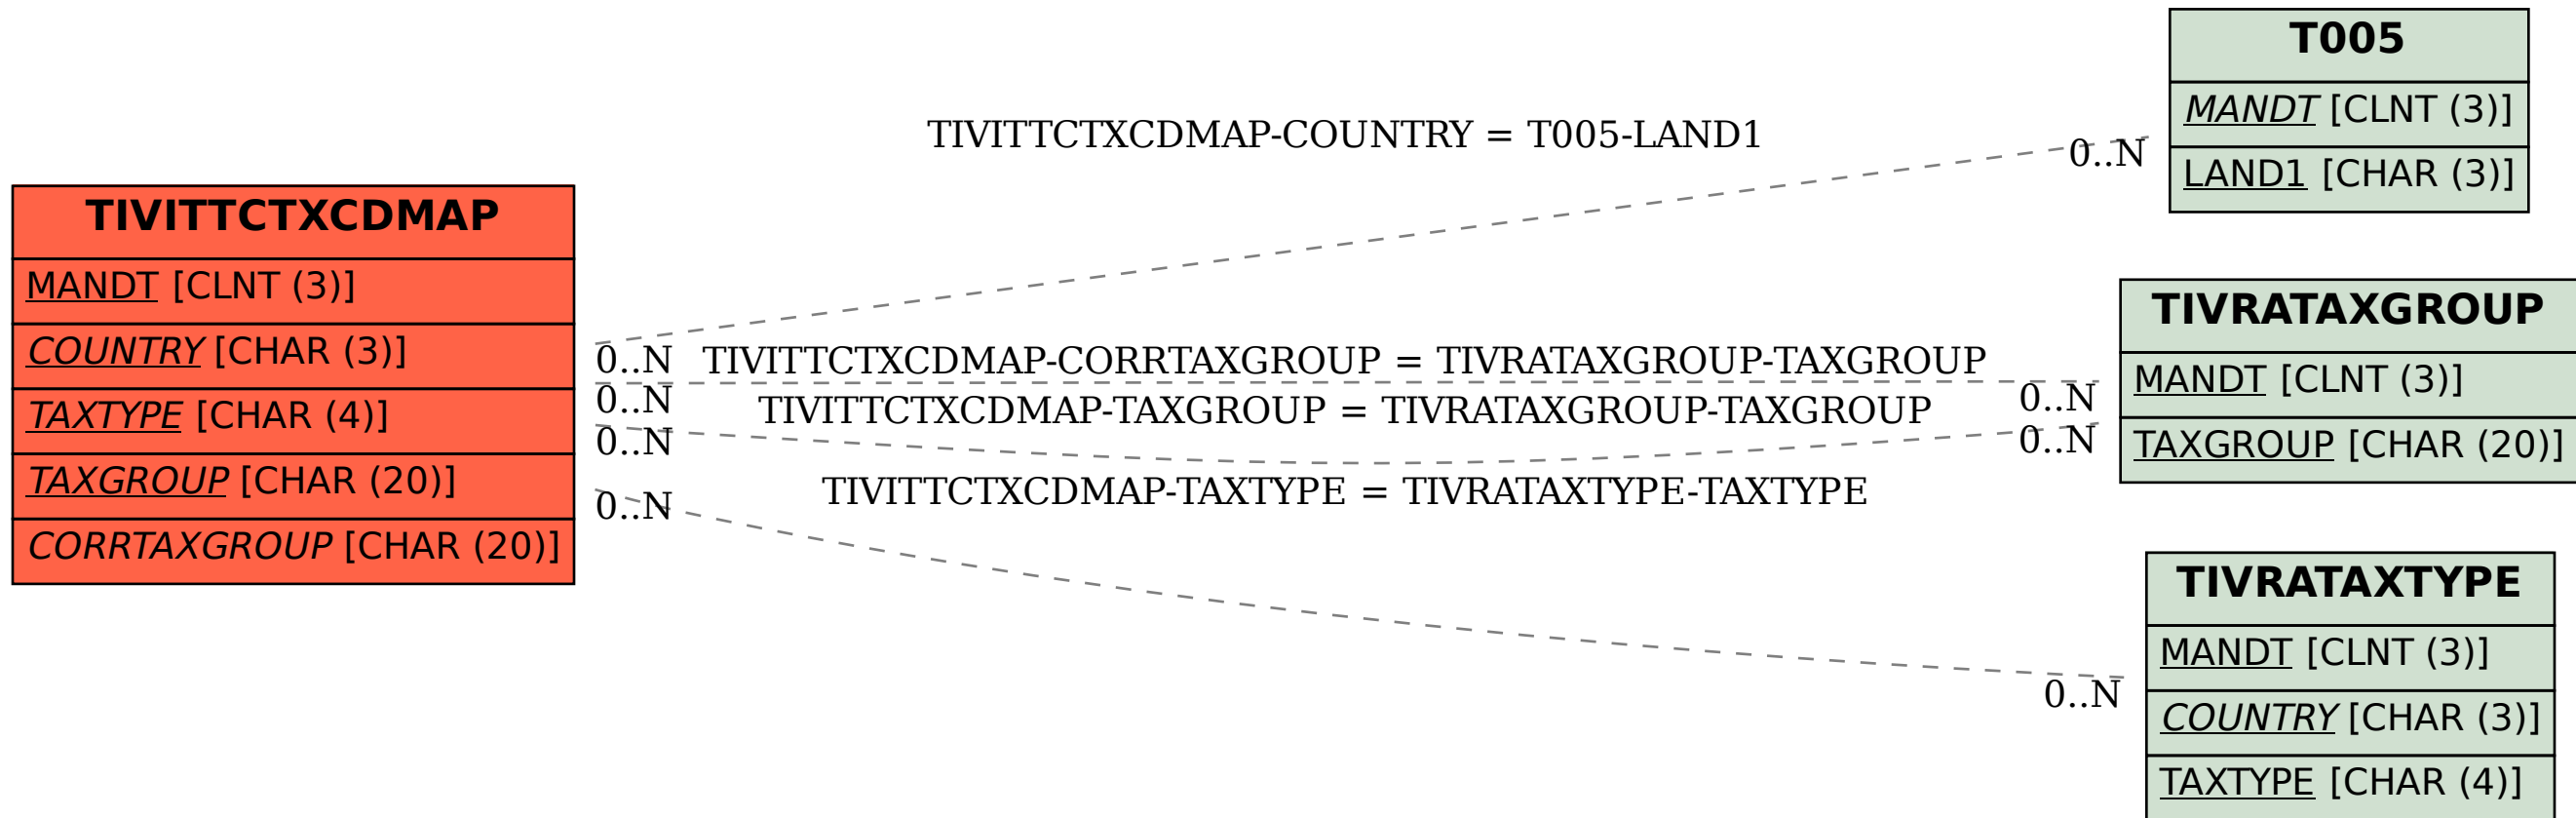 T005
MANDT [CLNT (3)]
LAND1 [CHAR (3)]
TIVITTCTXCDMAP-COUNTRY = T005-LAND1
0..N
TIVITTCTXCDMAP
MANDT [CLNT (3)]
COUNTRY [CHAR (3)]
TAXTYPE [CHAR (4)]
TAXGROUP [CHAR (20)]
CORRTAXGROUP [CHAR (20)]
0..N
TIVITTCTXCDMAP-CORRTAXGROUP = TIVRATAXGROUP-TAXGROUP
0..N
0..N
TIVITTCTXCDMAP-TAXGROUP = TIVRATAXGROUP-TAXGROUP
0..N
0..N
TIVITTCTXCDMAP-TAXTYPE = TIVRATAXTYPE-TAXTYPE
0..N
0..N
TIVRATAXGROUP
MANDT [CLNT (3)]
TAXGROUP [CHAR (20)]
TIVRATAXTYPE
MANDT [CLNT (3)]
COUNTRY [CHAR (3)]
TAXTYPE [CHAR (4)]